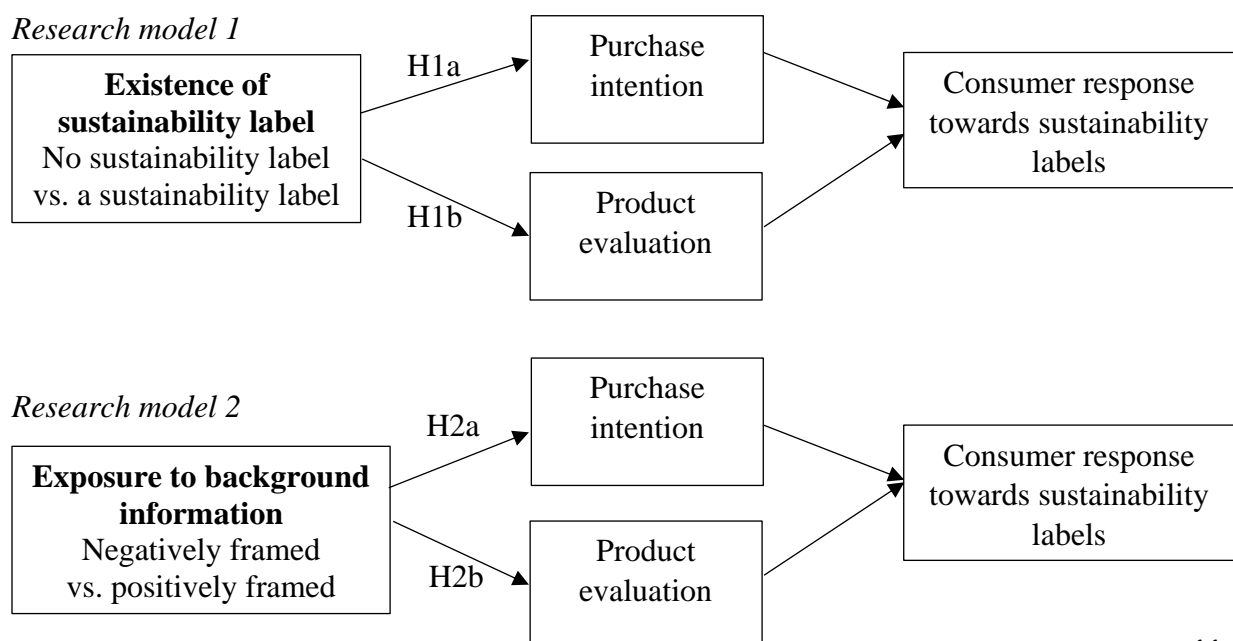 Research model 1
Existence of
sustainability label
No sustainability label
vs. a sustainability label
H1a
H1b
Purchase
intention
Product
evaluation
Consumer response
towards sustainability
labels
Research model 2
Exposure to background
information
Negatively framed
vs. positively framed
H2a
H2b
Purchase
intention
Product
evaluation
Consumer response
towards sustainability
labels